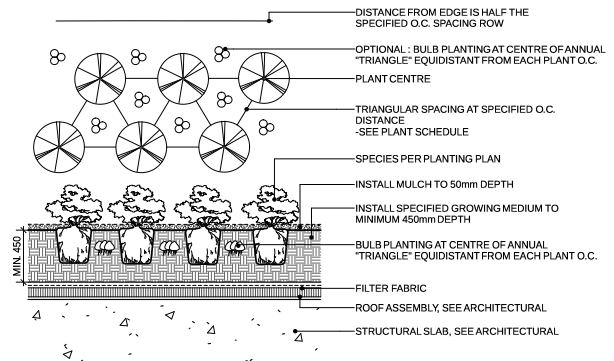 DISTANCE FROM EDGE IS HALF THE
SPECIFIED O.C. SPACING ROW
OPTIONAL : BULB PLANTING AT CENTRE OF ANNUAL
"TRIANGLE" EQUIDISTANT FROM EACH PLANT O.C.
PLANT CENTRE
TRIANGULAR SPACING AT SPECIFIED O.C.
DISTANCE
-SEE PLANT SCHEDULE
SPECIES PER PLANTING PLAN
INSTALL MULCH TO 50mm DEPTH
INSTALL SPECIFIED GROWING MEDIUM TO
MINIMUM 450mm DEPTH
MIN. 450
BULB PLANTING AT CENTRE OF ANNUAL
"TRIANGLE" EQUIDISTANT FROM EACH PLANT O.C.
FILTER FABRIC
ROOF ASSEMBLY, SEE ARCHITECTURAL
STRUCTURAL SLAB, SEE ARCHITECTURAL